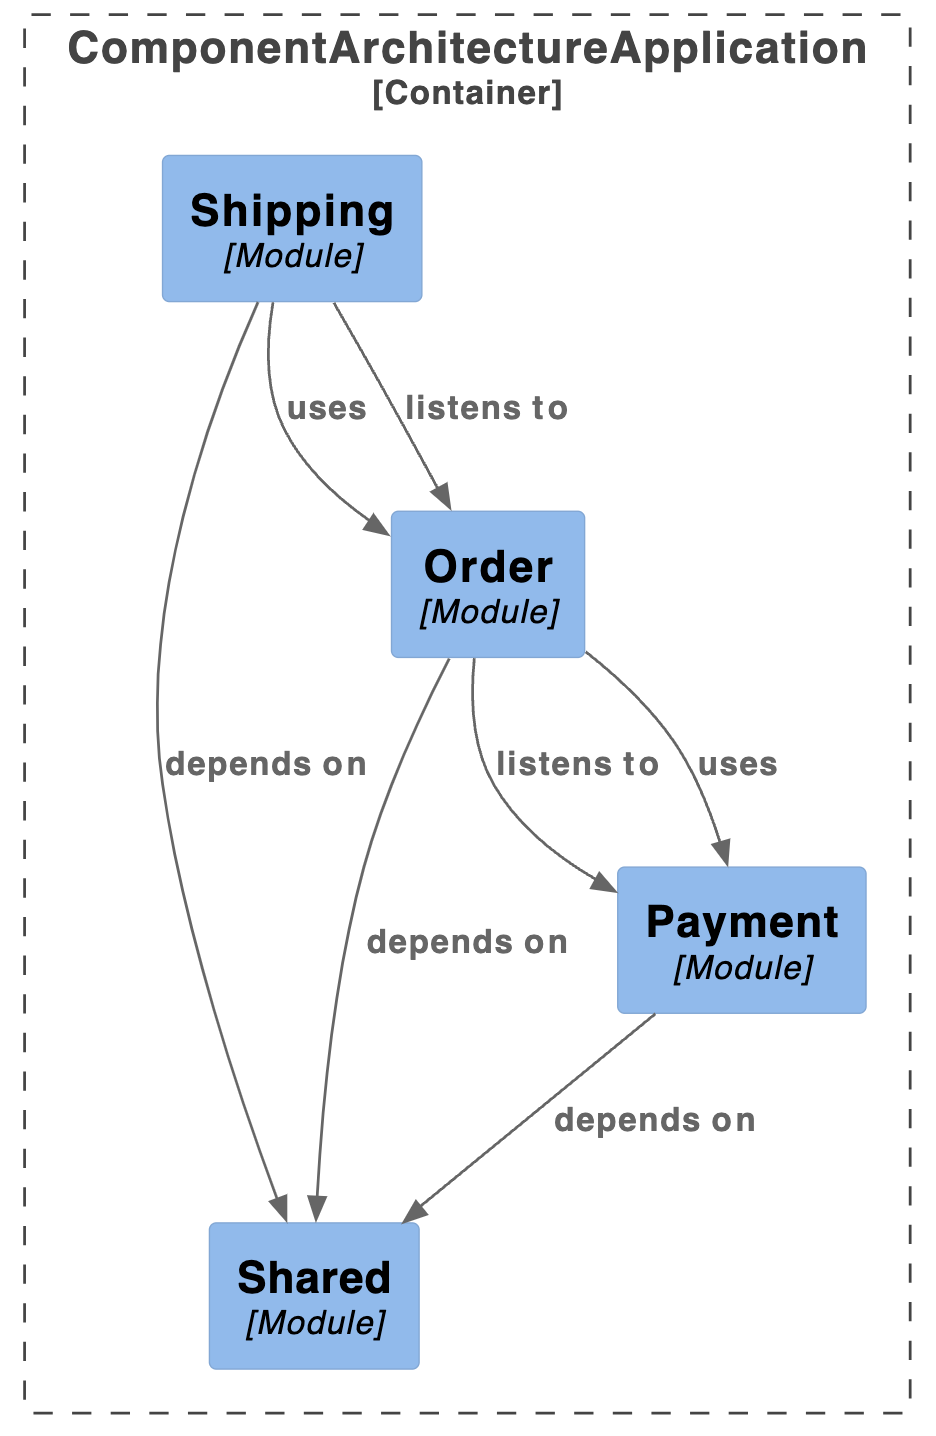 ComponentArchitectureApplication
[Container]
Shipping
[Module]
uses
listens to
Order
[Module]
depends on
listens to
uses
depends on
Payment
[Module]
depends on
Shared
[Module]